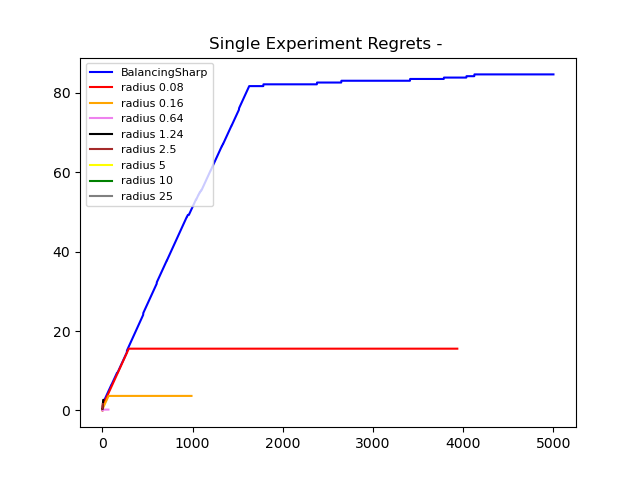 Single Experiment Regrets -
BalancingSharp
radius 0.08
radius 0.16
radius 0.64
radius 1.24
radius 2.5
radius 5
radius 10
radius 25
80
60
40
20
0
0 1000 2000 3000 4000 5000